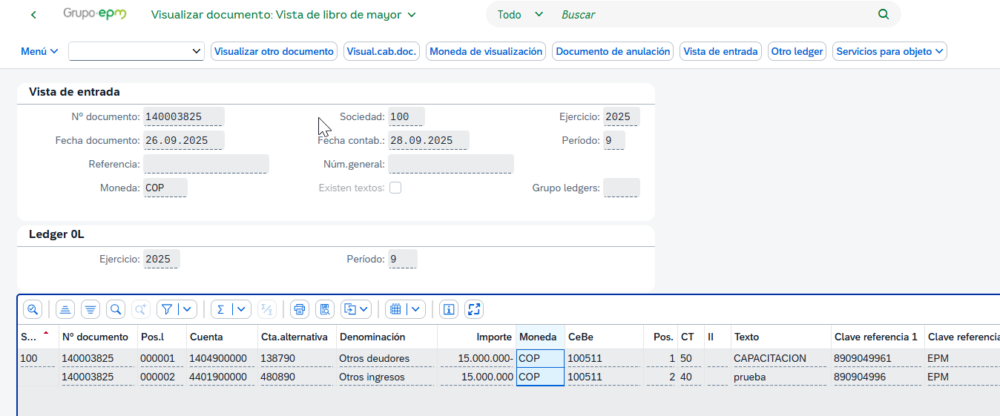 Grupo·epm Visualizar documento: Vista de libro de mayor Todo Buscar
Menú Visualizar otro documento Visual.cab.doc. Moneda de visualización Documento de anulación Vista de entrada Otro ledger Servicios para objeto
Vista de entrada
Nº documento: 140003825 Sociedad: 100 Ejercicio: 2025
Fecha documento: 26.09.2025 Fecha contab.: 28.09.2025 Período: 9
Referencia: Núm.general:
Moneda: COP Existen textos: Grupo ledgers:
Ledger 0L
Ejercicio: 2025 Período: 9
S... Nº documento Pos.l Cuenta Cta.alternativa Denominación Importe Moneda CeBe Pos. CT II Texto Clave referencia 1 Clave referencia
100 140003825 000001 1404900000 138790 Otros deudores 15.000.000- COP 100511 1 50 CAPACITACION 8909049961 EPM
140003825 000002 4401900000 480890 Otros ingresos 15.000.000 COP 100511 2 40 prueba 890904996 EPM